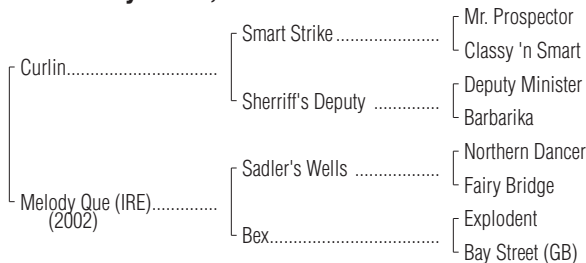 Mr. Prospector
Smart Strike
Classy 'n Smart
Curlin
Deputy Minister
Sherriff's Deputy
Barbarika
Northern Dancer
Sadler's Wells
Fairy Bridge
Melody Que (IRE)
(2002)
Explodent
Bex
Bay Street (GB)